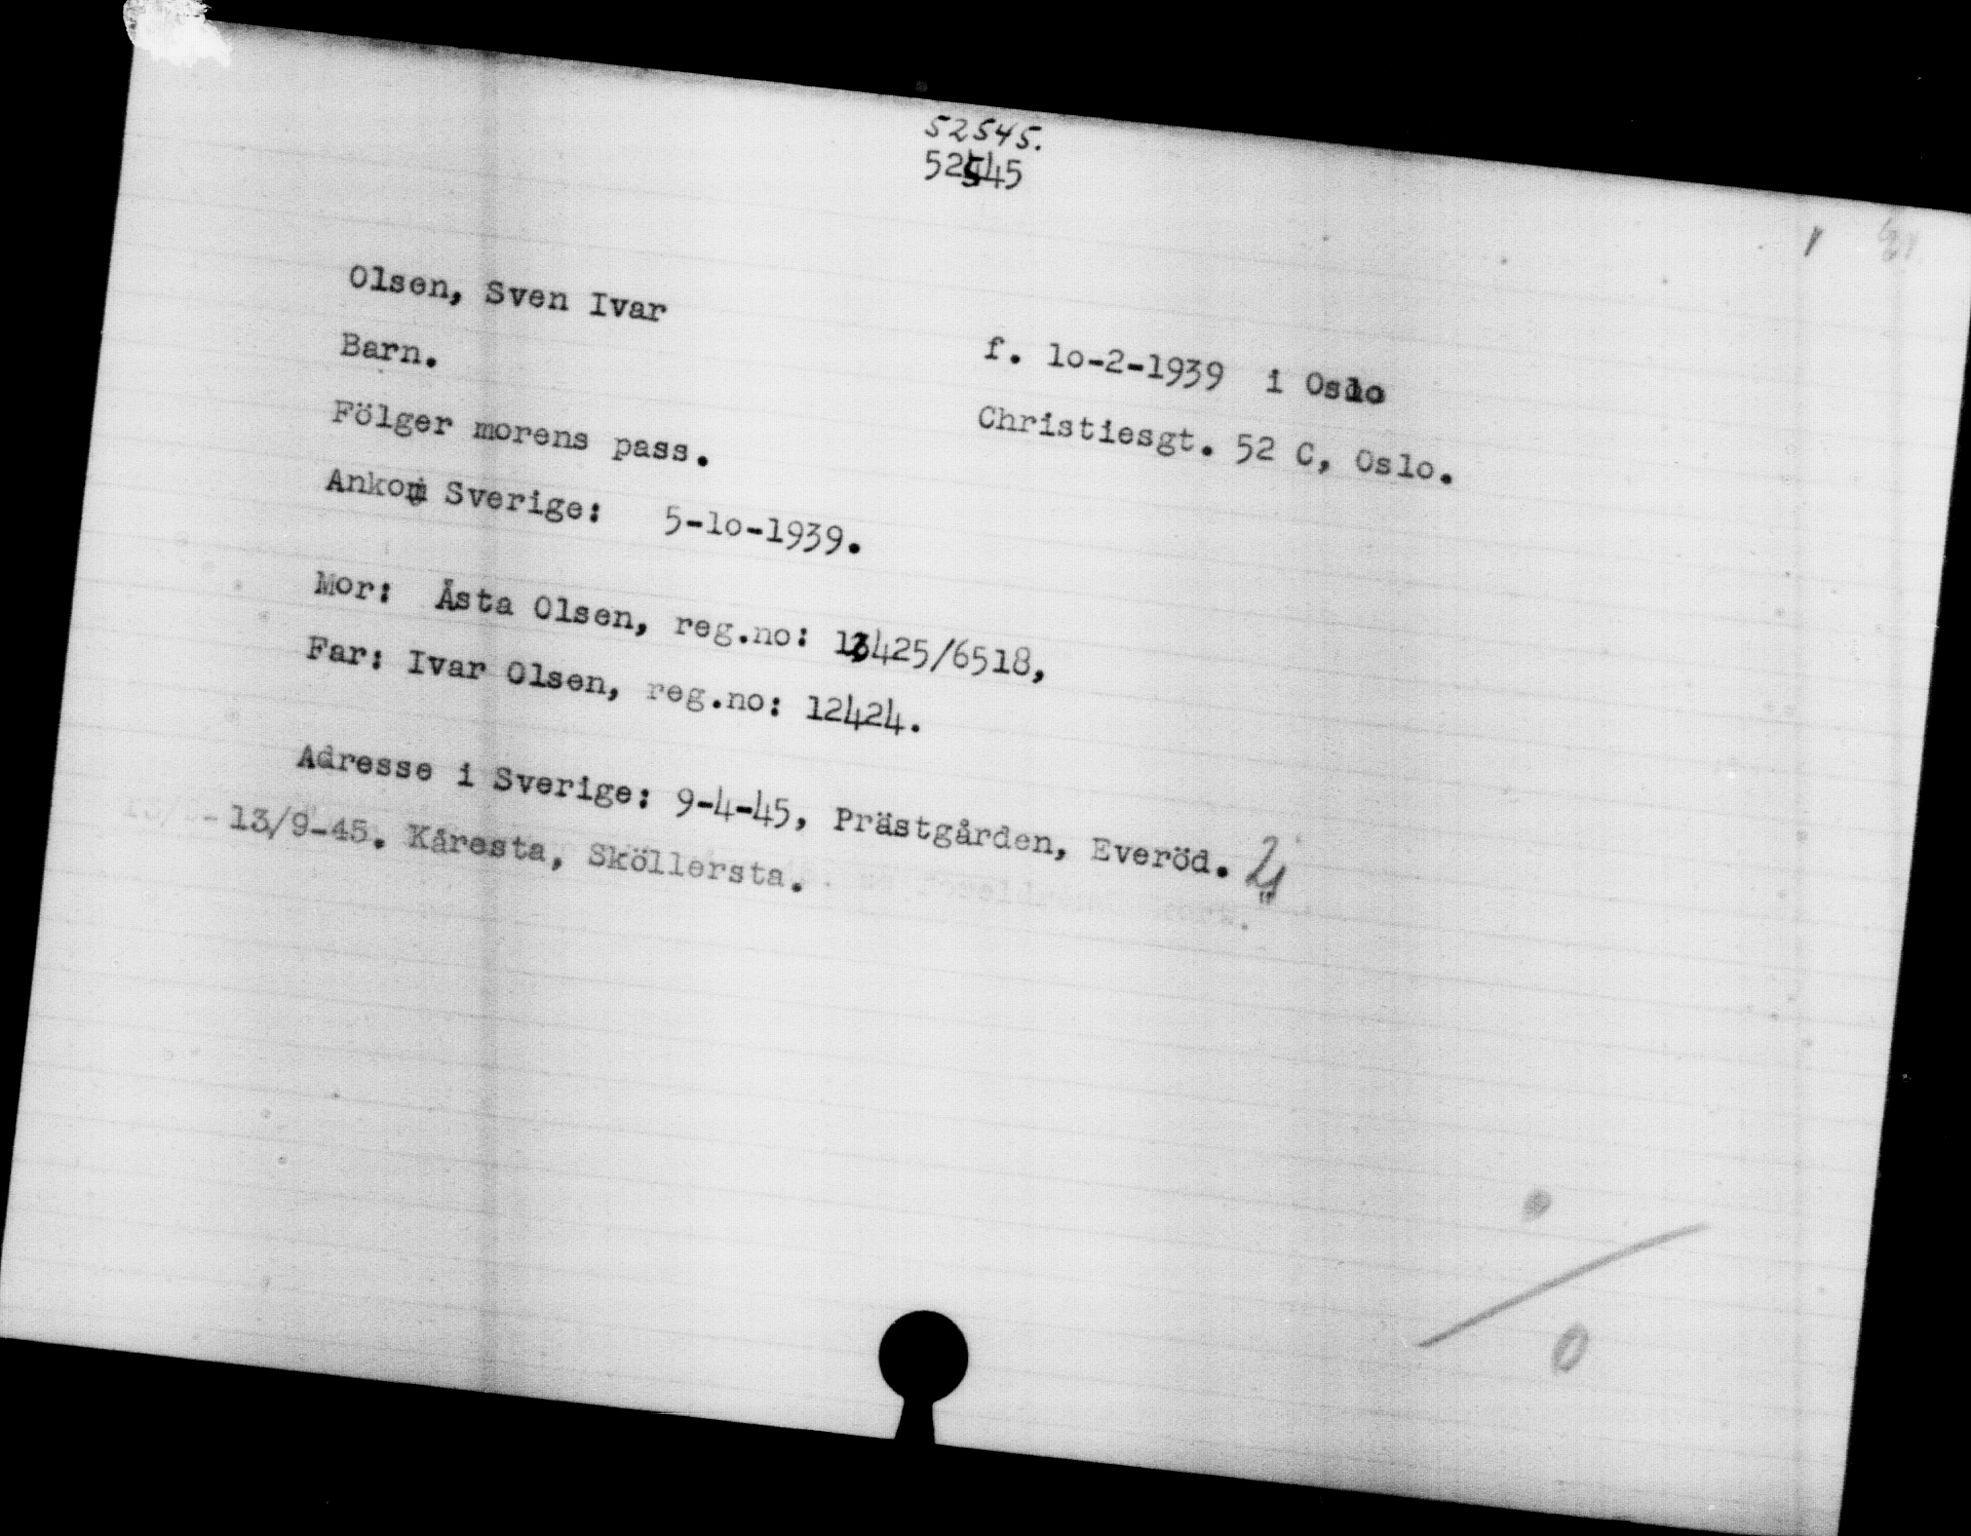 52545.
52545
Olsen, Sven Ivar
f. 10-2-1939 i Oslo
Barn.
Christiesgt. 52 C, Oslo.
Fölger morens pass.
Ankom Sverige: 5-10-1939.
Mor: Åsta Olsen, reg.no: 13425/6518,
Far: Ivar Olsen, reg.no: 12424.
Adresse i Sverige: 9-4-45, Prästgården, Everöd.
13/9-45. Kåresta, Sköllersta.